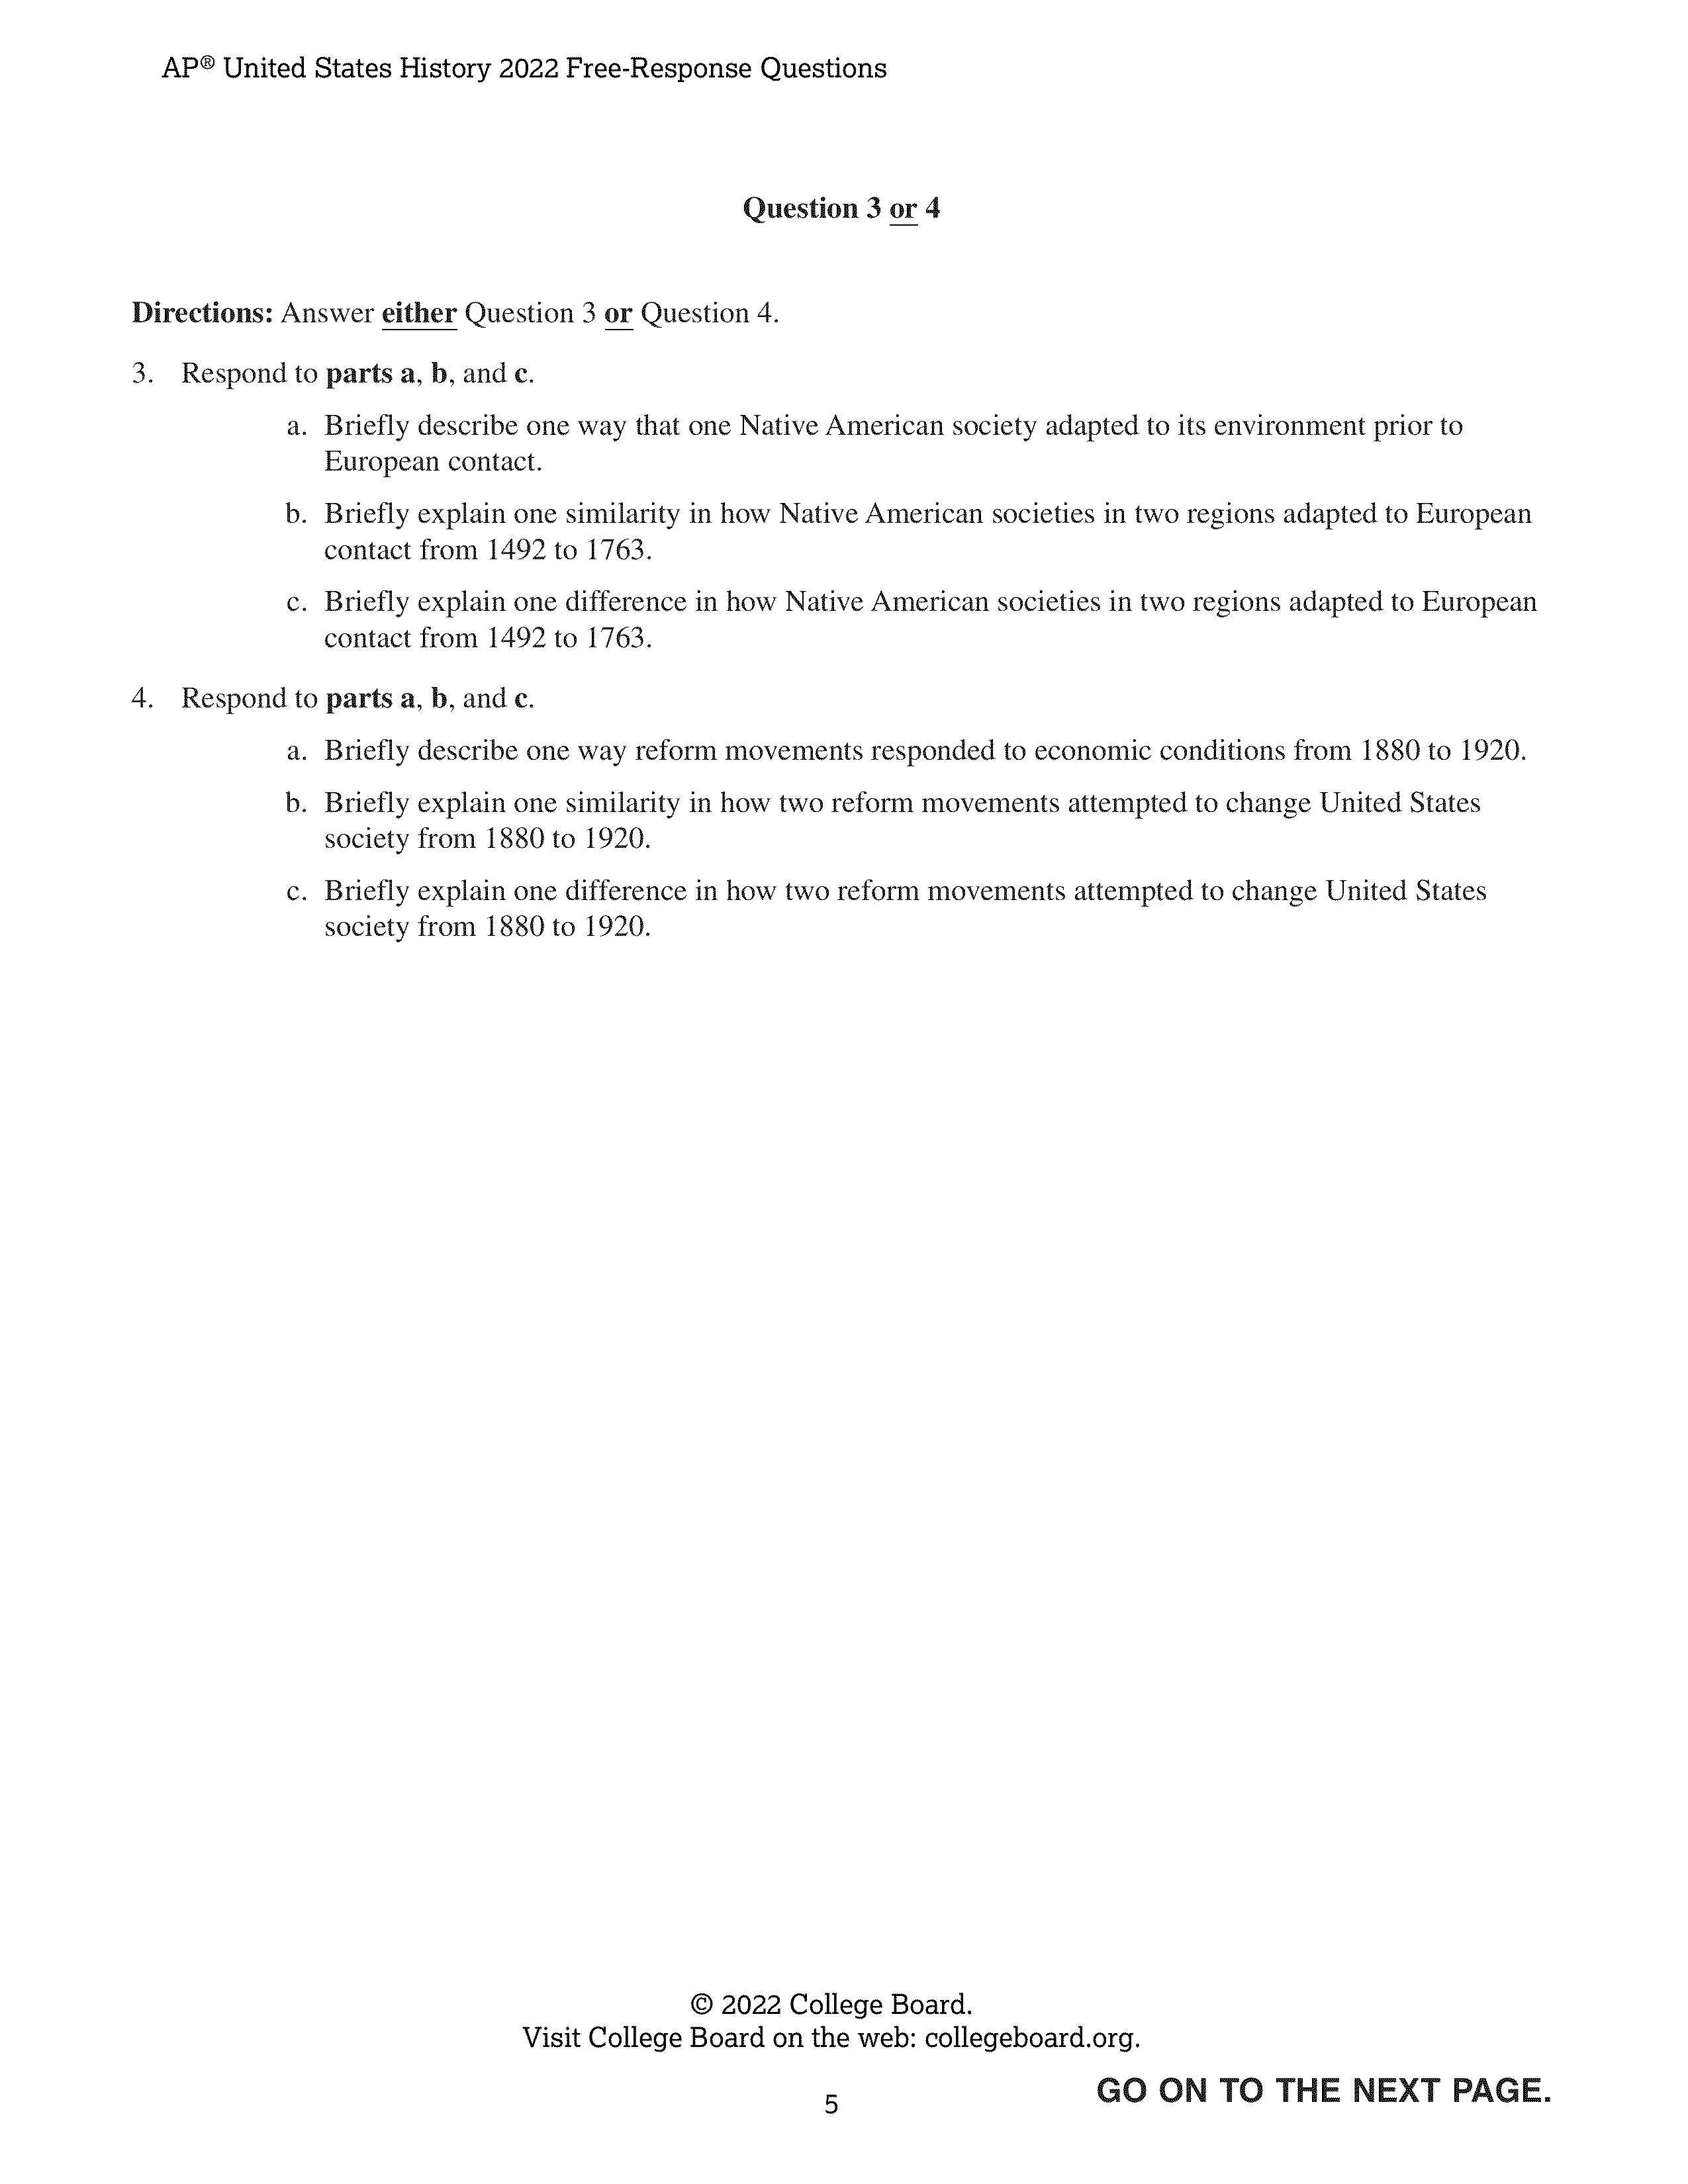 AP® United States History 2022 Free-Response Questions
Question 3 or 4
Directions: Answer either Question 3 or Question 4.
3. Respond to parts a, b, and c.
a. Briefly describe one way that one Native American society adapted to its environment prior to
European contact.
b. Briefly explain one similarity in how Native American societies in two regions adapted to European
contact from 1492 to 1763.
c. Briefly explain one difference in how Native American societies in two regions adapted to European
contact from 1492 to 1763.
4. Respond to parts a, b, and c.
a. Briefly describe one way reform movements responded to economic conditions from 1880 to 1920.
b. Briefly explain one similarity in how two reform movements attempted to change United States
society from 1880 to 1920.
c. Briefly explain one difference in how two reform movements attempted to change United States
society from 1880 to 1920.
© 2022 College Board.
Visit College Board on the web: collegeboard.org.
GO ON TO THE NEXT PAGE.
5